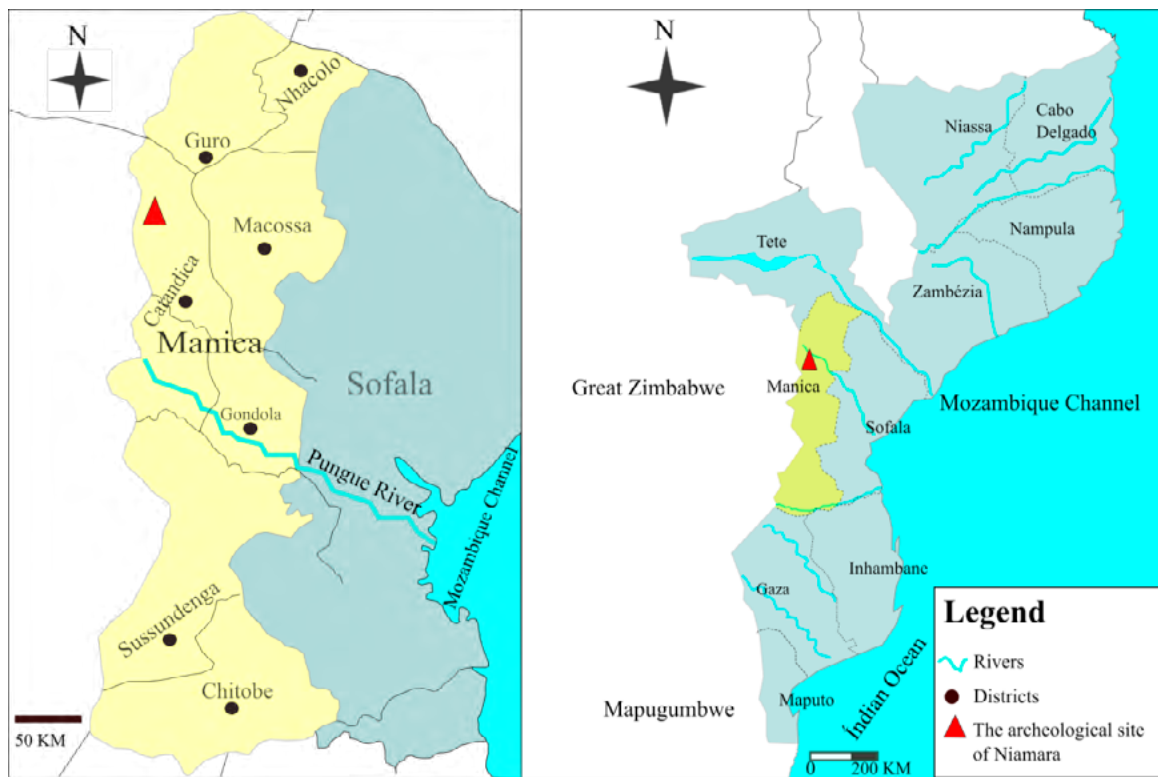 N
Nhacolo
Guro
Macossa
Catandica
Manica
Sofala
Gondola
Pungue River
Mozambique Channel
Sussundenga
Chitobe
50 KM
N
Niassa
Cabo
Delgado
Nampula
Tete
Zambézia
Great Zimbabwe
Manica
Mozambique Channel
Sofala
Inhambane
Gaza
Indian Ocean
Mapugumbwe
Maputo
0 200 KM
Legend
Rivers
Districts
The archeological site
of Niamara